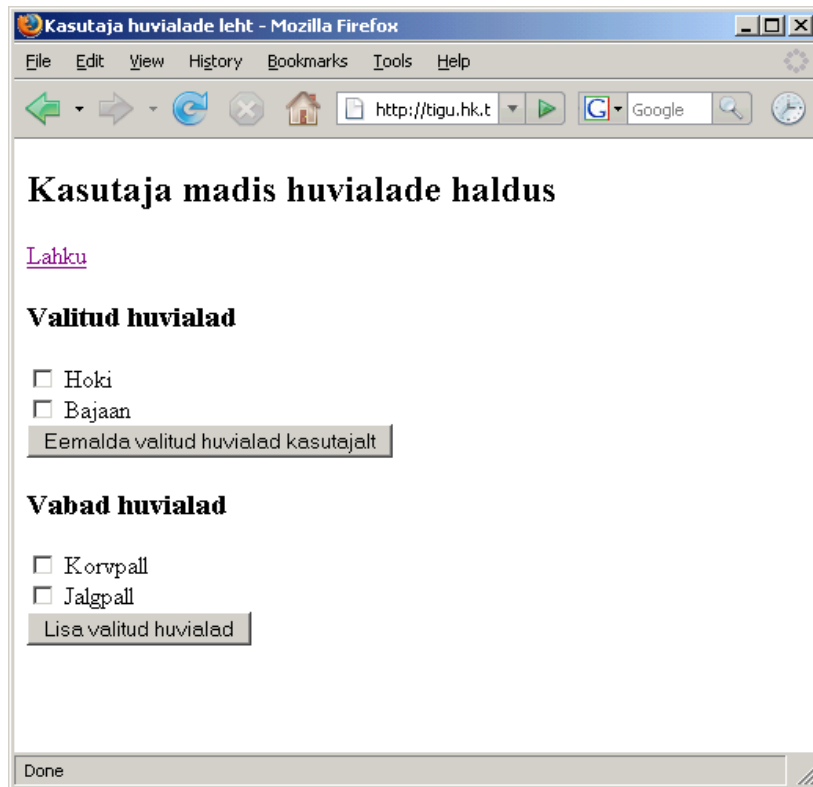 Kasutaja huvialade leht - Mozilla Firefox
File Edit View History Bookmarks Tools Help
http://tigu.hk.t G Google
Kasutaja madis huvialade haldus
Lahku
Valitud huvialad
Hoki
Bajaan
Eemalda valitud huvialad kasutajalt
Vabad huvialad
Korvpall
Jalgpall
Lisa valitud huvialad
Done